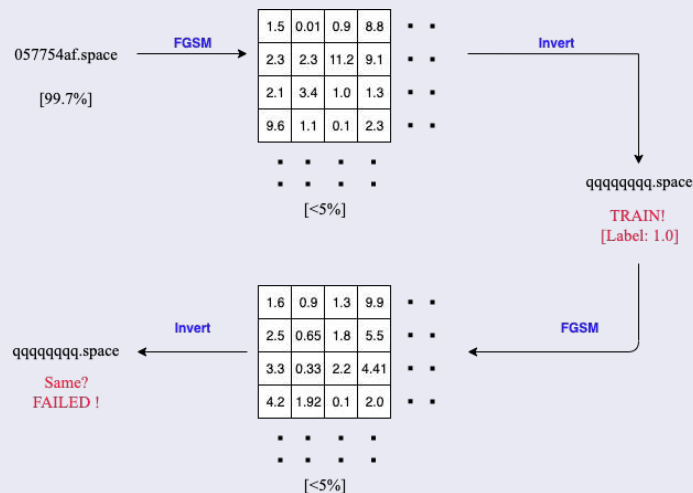 057754af.space
[99.7%]
FGSM
1.5 0.01 0.9 8.8
2.3 2.3 11.2 9.1
2.1 3.4 1.0 1.3
9.6 1.1 0.1 2.3
[<5%]
Invert
qqqqqqqq.space
TRAIN!
[Label: 1.0]
FGSM
1.6 0.9 1.3 9.9
2.5 0.65 1.8 5.5
3.3 0.33 2.2 4.41
4.2 1.92 0.1 2.0
[<5%]
Invert
qqqqqqqq.space
Same?
FAILED !